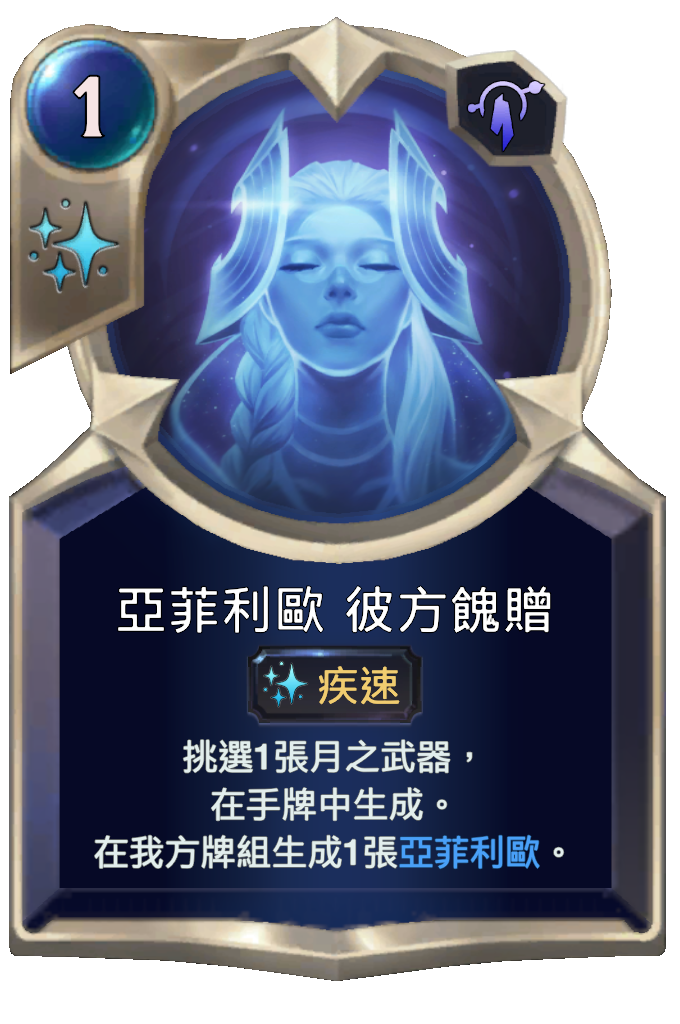 1
亞菲利歐 彼方餽贈
疾速
挑選1張月之武器，
在手牌中生成。
在我方牌組生成1張亞菲利歐。